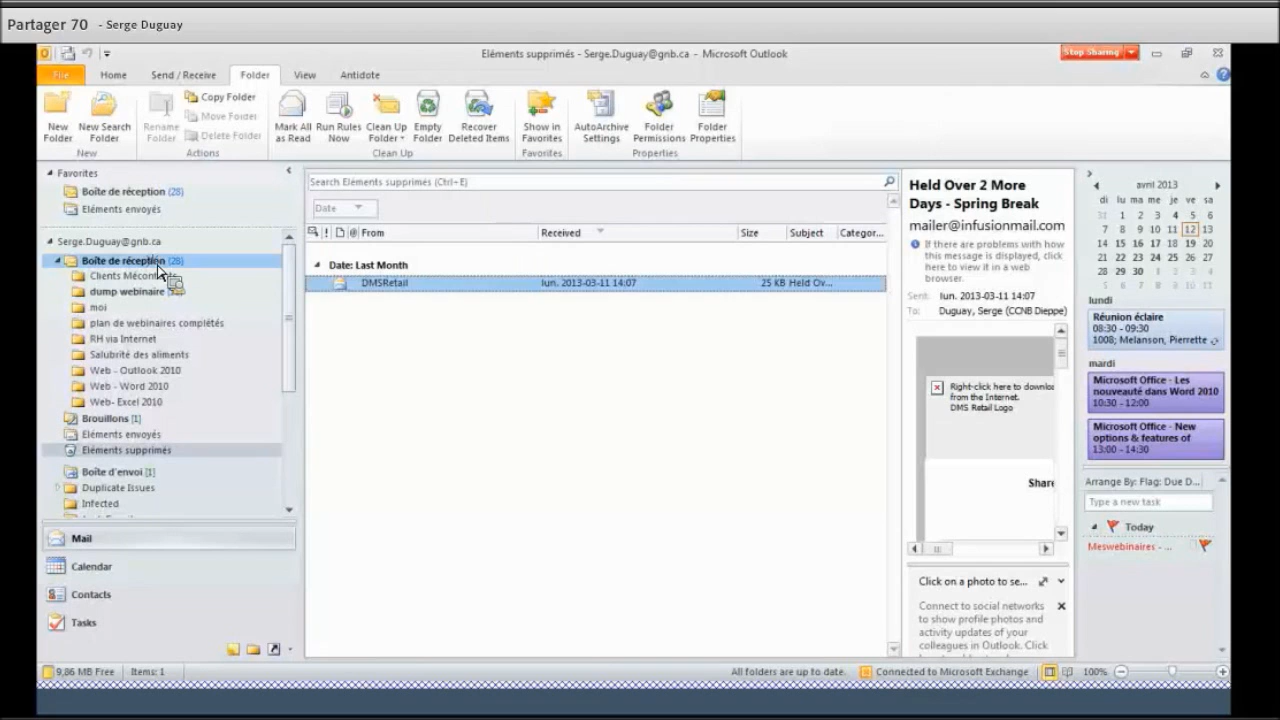 Partager 70 - Serge Duguay
Eléments supprimés - Serge.Duguay@gnb.ca - Microsoft Outlook
Stop Sharing
File Home Send / Receive Folder View Antidote
New Folder
New Search Folder
New
Rename Folder
Copy Folder
Move Folder
Delete Folder
Actions
Mark All as Read
Run Rules Now
Clean Up Folder
Empty Folder
Recover Deleted Items
Clean Up
Show in Favorites
Favorites
AutoArchive Settings
Folder Permissions
Folder Properties
Properties
Favorites
Boîte de réception (28)
Eléments envoyés
Serge.Duguay@gnb.ca
Boîte de réception (28)
Clients Mécont
dump webinaire
moi
plan de webinaires complétés
RH via Internet
Salubrité des aliments
Web - Outlook 2010
Web - Word 2010
Web- Excel 2010
Brouillons [1]
Eléments envoyés
Eléments supprimés
Boîte d'envoi [1]
Duplicate Issues
Infected
Mail
Calendar
Contacts
Tasks
Search Eléments supprimés (Ctrl+E)
Date
From Received Size Subject Categor...
Date: Last Month
DMSRetail lun. 2013-03-11 14:07 25 KB Held Ov...
Held Over 2 More
Days - Spring Break
mailer@infusionmail.com
If there are problems with how
this message is displayed, click
here to view it in a web
browser.
Sent: lun. 2013-03-11 14:07
To: Duguay, Serge (CCNB Dieppe)
Right-click here to downloa
from the Internet.
DMS Retail Logo
Share
Click on a photo to se...
Connect to social networks
to show profile photos and
activity updates of your
colleagues in Outlook. Click
avril 2013
di lu ma me je ve sa
31 1 2 3 4 5 6
7 8 9 10 11 12 13
14 15 16 17 18 19 20
21 22 23 24 25 26 27
28 29 30 1 2 3 4
5 6 7 8 9 10 11
lundi
Réunion éclaire
08:30 - 09:30
1008; Melanson, Pierrette
mardi
Microsoft Office - Les
nouveauté dans Word 2010
10:30 - 12:00
Microsoft Office - New
options & features of
13:00 - 14:30
Arrange By: Flag: Due D...
Type a new task
Today
Meswebinaires - ...
9,86 MB Free Items: 1
All folders are up to date. Connected to Microsoft Exchange 100%